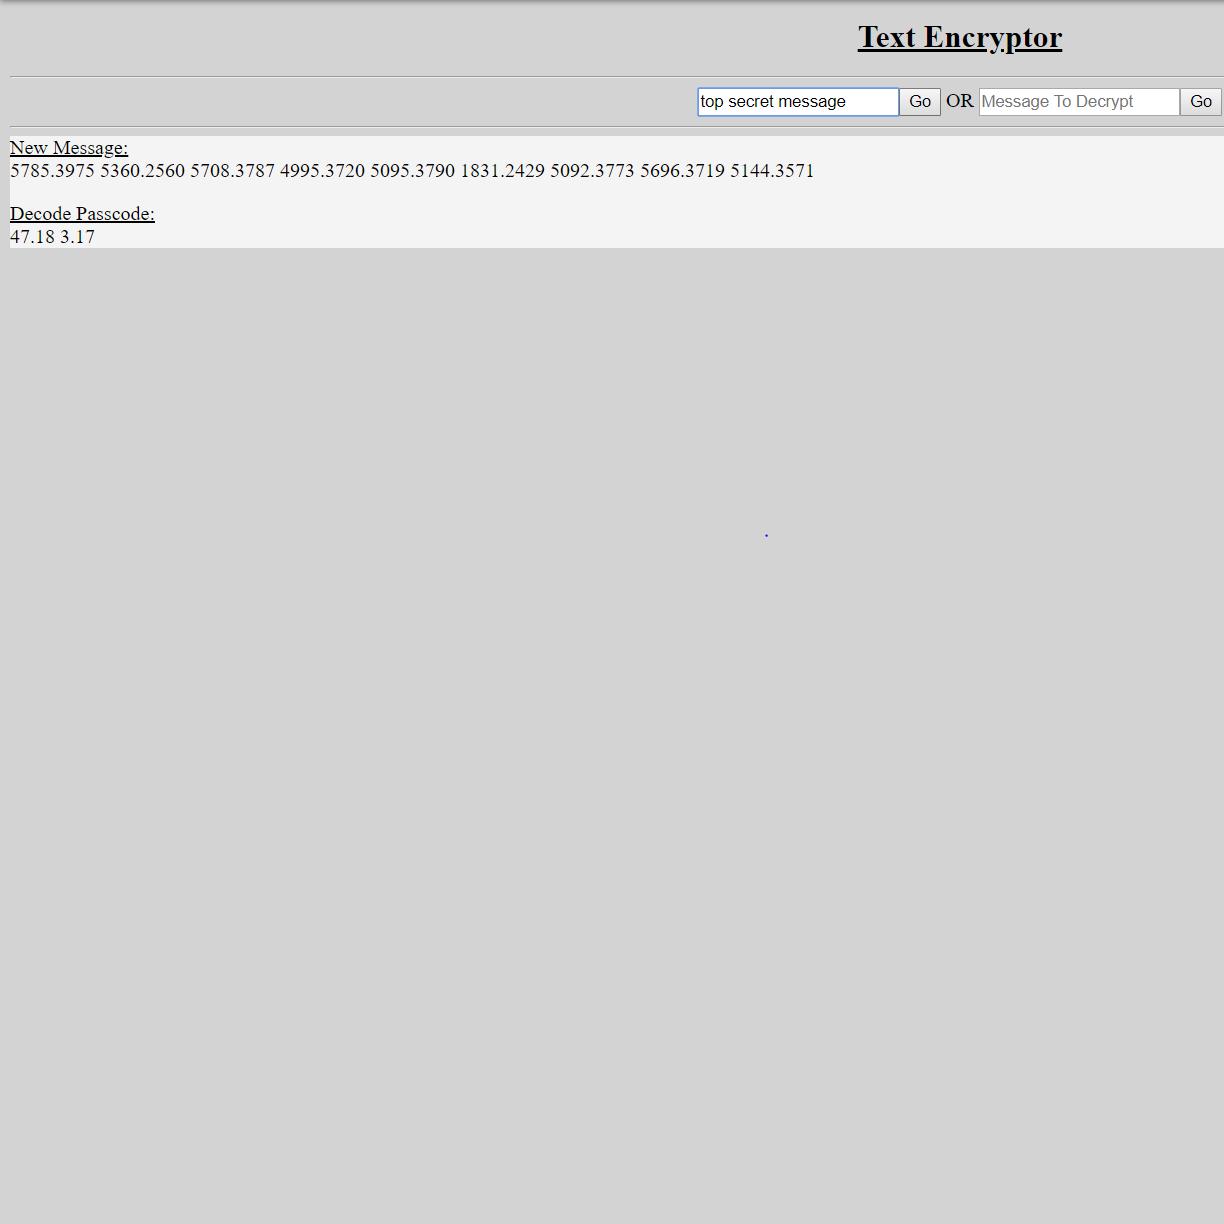 Text Encryptor
top secret message Go OR Message To Decrypt Go
New Message:
5785.3975 5360.2560 5708.3787 4995.3720 5095.3790 1831.2429 5092.3773 5696.3719 5144.3571
Decode Passcode:
47.18 3.17